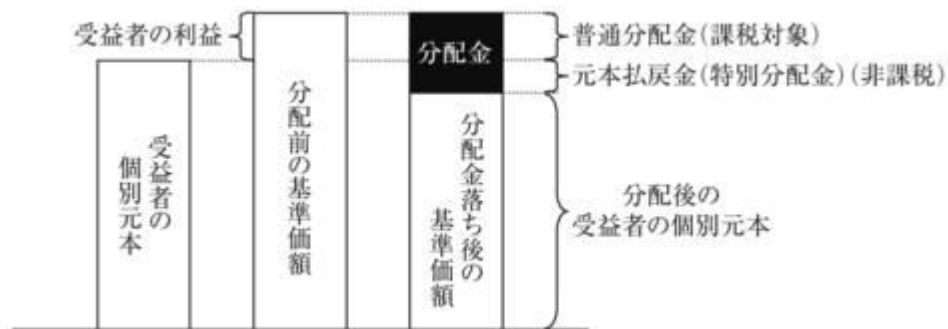 受益者の利益
受益者の
個別元本
分配前の基準価額
分配金
分配金落ち後の
基準価額
普通分配金(課税対象)
元本払戻金(特別分配金)(非課税)
分配後の
受益者の個別元本